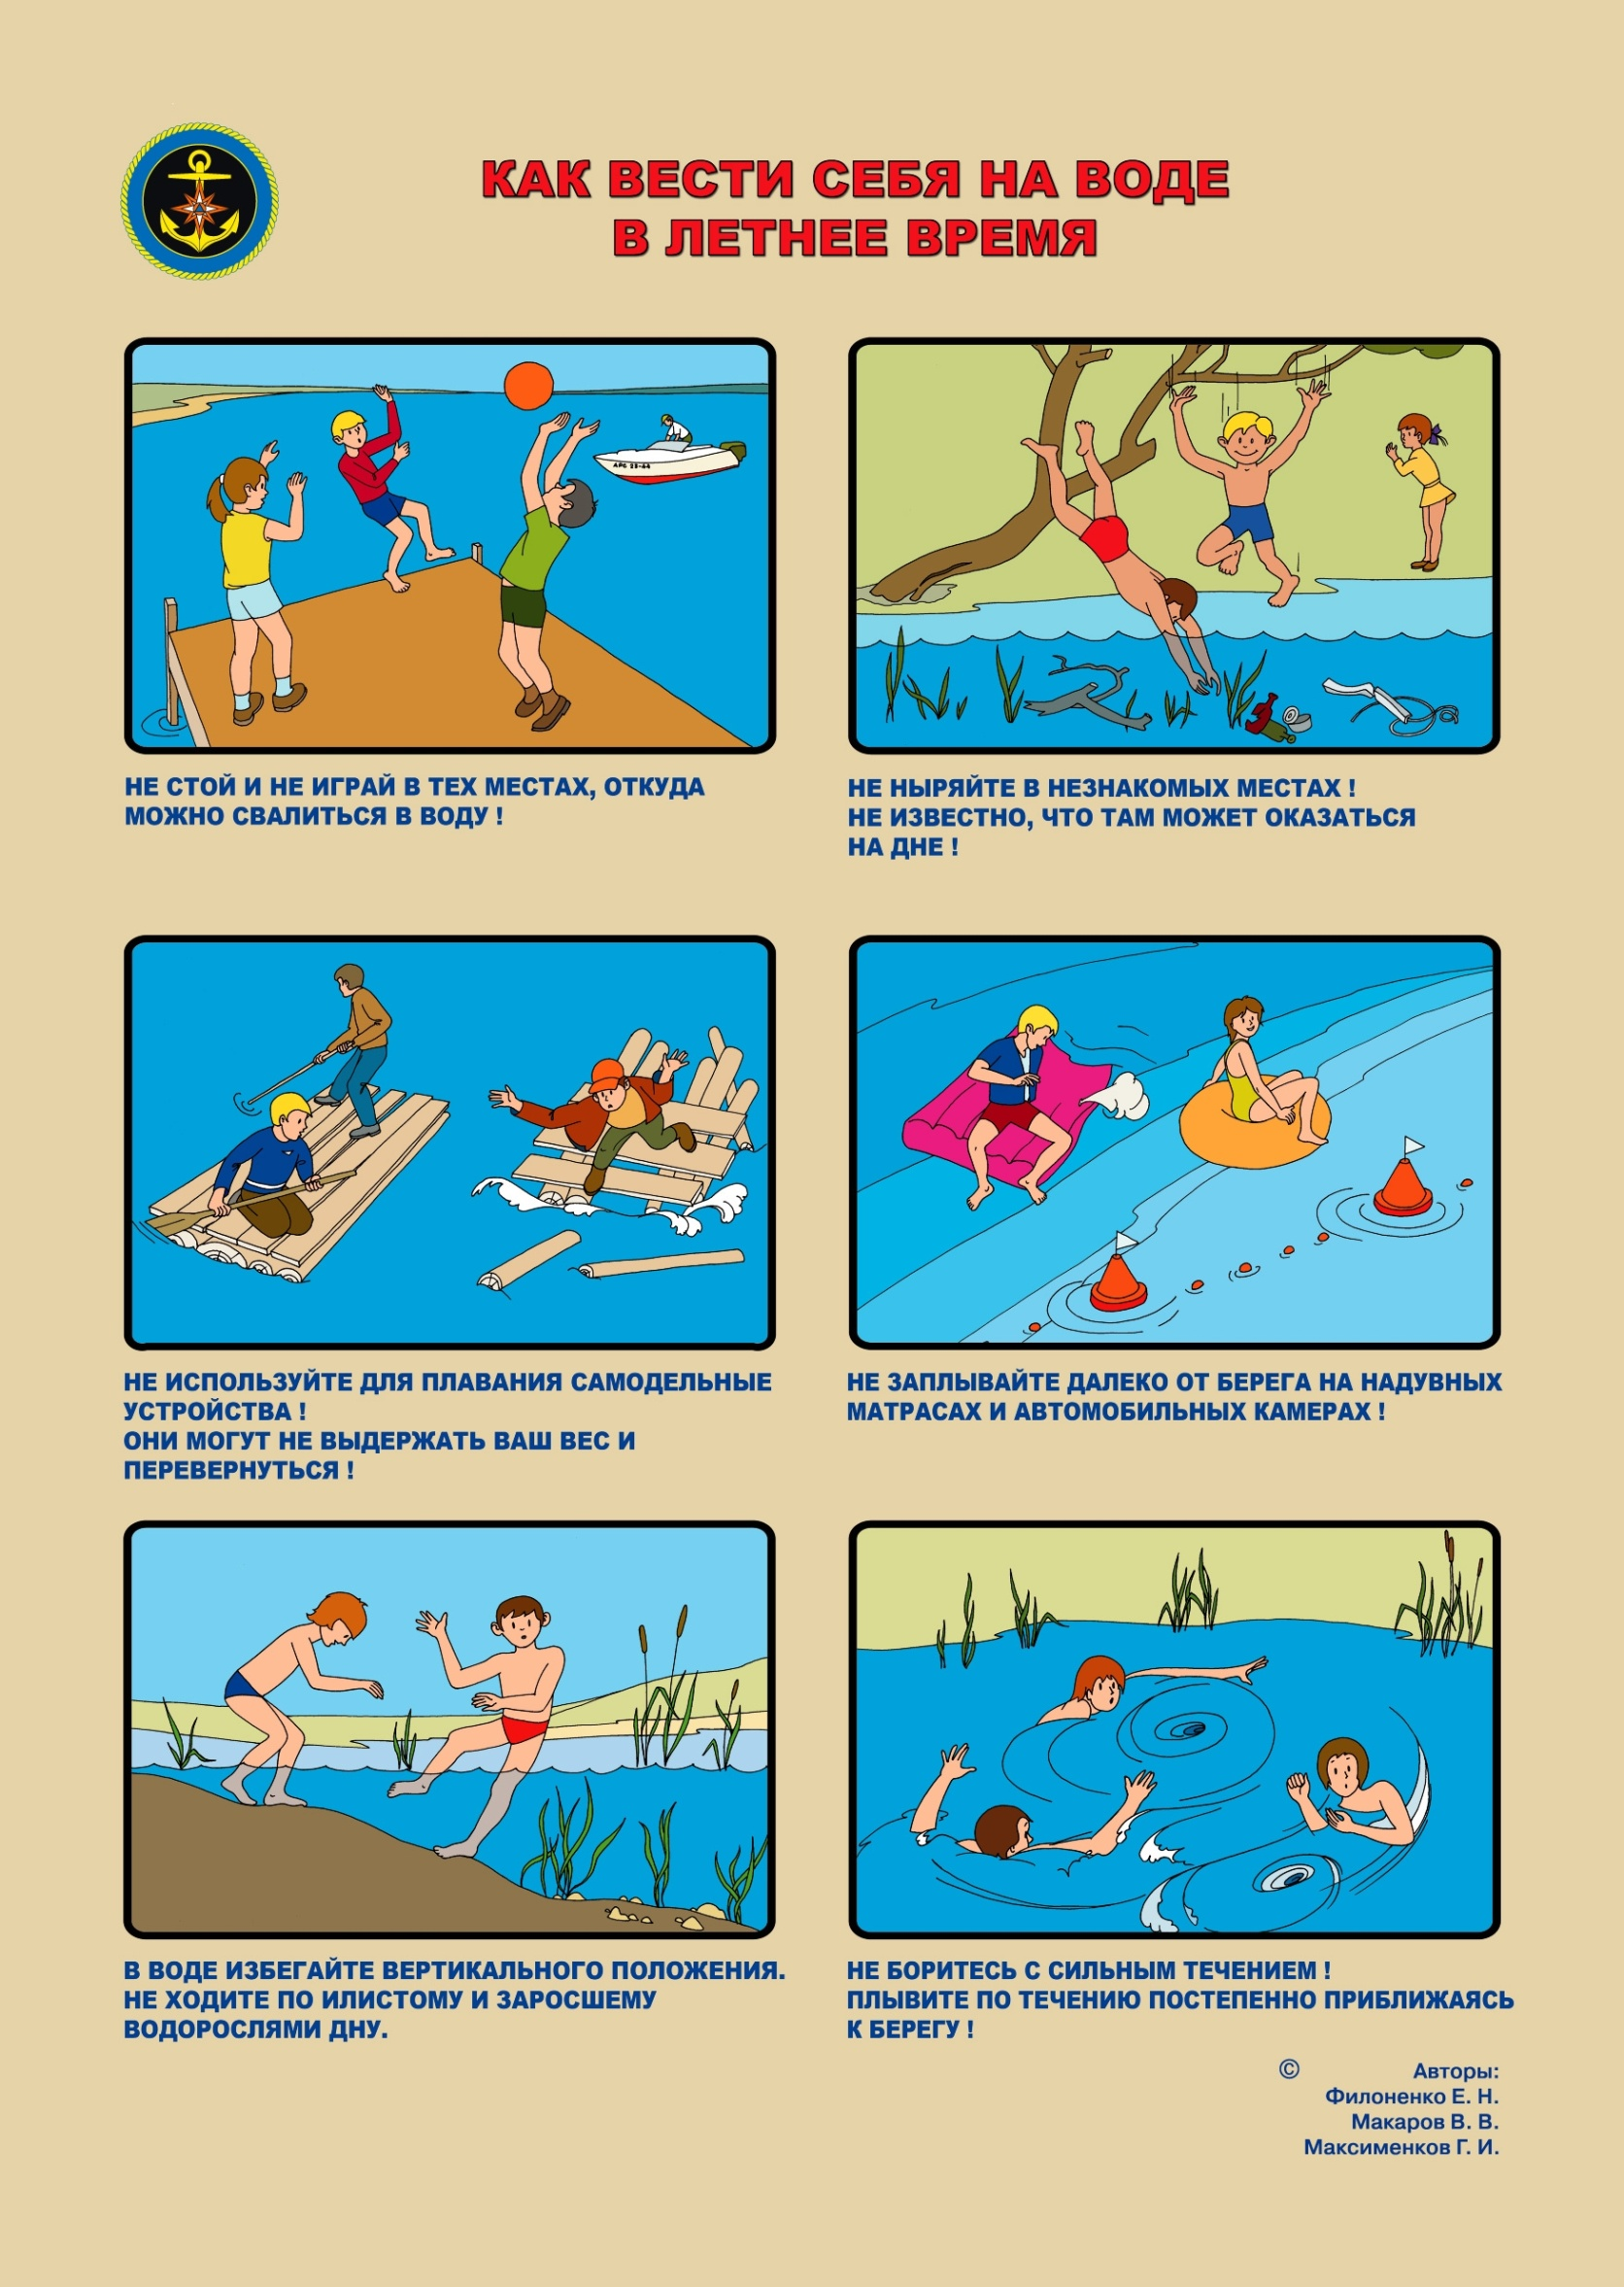 КАК ВЕСТИ СЕБЯ НА ВОДЕ
В ЛЕТНЕЕ ВРЕМЯ
АРС 28-64
НЕ СТОЙ И НЕ ИГРАЙ В ТЕХ МЕСТАХ, ОТКУДА
МОЖНО СВАЛИТЬСЯ В ВОДУ !
НЕ НЫРЯЙТЕ В НЕЗНАКОМЫХ МЕСТАХ !
НЕ ИЗВЕСТНО, ЧТО ТАМ МОЖЕТ ОКАЗАТЬСЯ
НА ДНЕ !
НЕ ИСПОЛЬЗУЙТЕ ДЛЯ ПЛАВАНИЯ САМОДЕЛЬНЫЕ
УСТРОЙСТВА !
ОНИ МОГУТ НЕ ВЫДЕРЖАТЬ ВАШ ВЕС И
ПЕРЕВЕРНУТЬСЯ !
НЕ ЗАПЛЫВАЙТЕ ДАЛЕКО ОТ БЕРЕГА НА НАДУВНЫХ
МАТРАСАХ И АВТОМОБИЛЬНЫХ КАМЕРАХ !
В ВОДЕ ИЗБЕГАЙТЕ ВЕРТИКАЛЬНОГО ПОЛОЖЕНИЯ.
НЕ ХОДИТЕ ПО ИЛИСТОМУ И ЗАРОСШЕМУ
ВОДОРОСЛЯМИ ДНУ.
НЕ БОРИТЕСЬ С СИЛЬНЫМ ТЕЧЕНИЕМ !
ПЛЫВИТЕ ПО ТЕЧЕНИЮ ПОСТЕПЕННО ПРИБЛИЖАЯСЬ
К БЕРЕГУ !
© Авторы:
Филоненко Е. Н.
Макаров В. В.
Максименков Г. И.